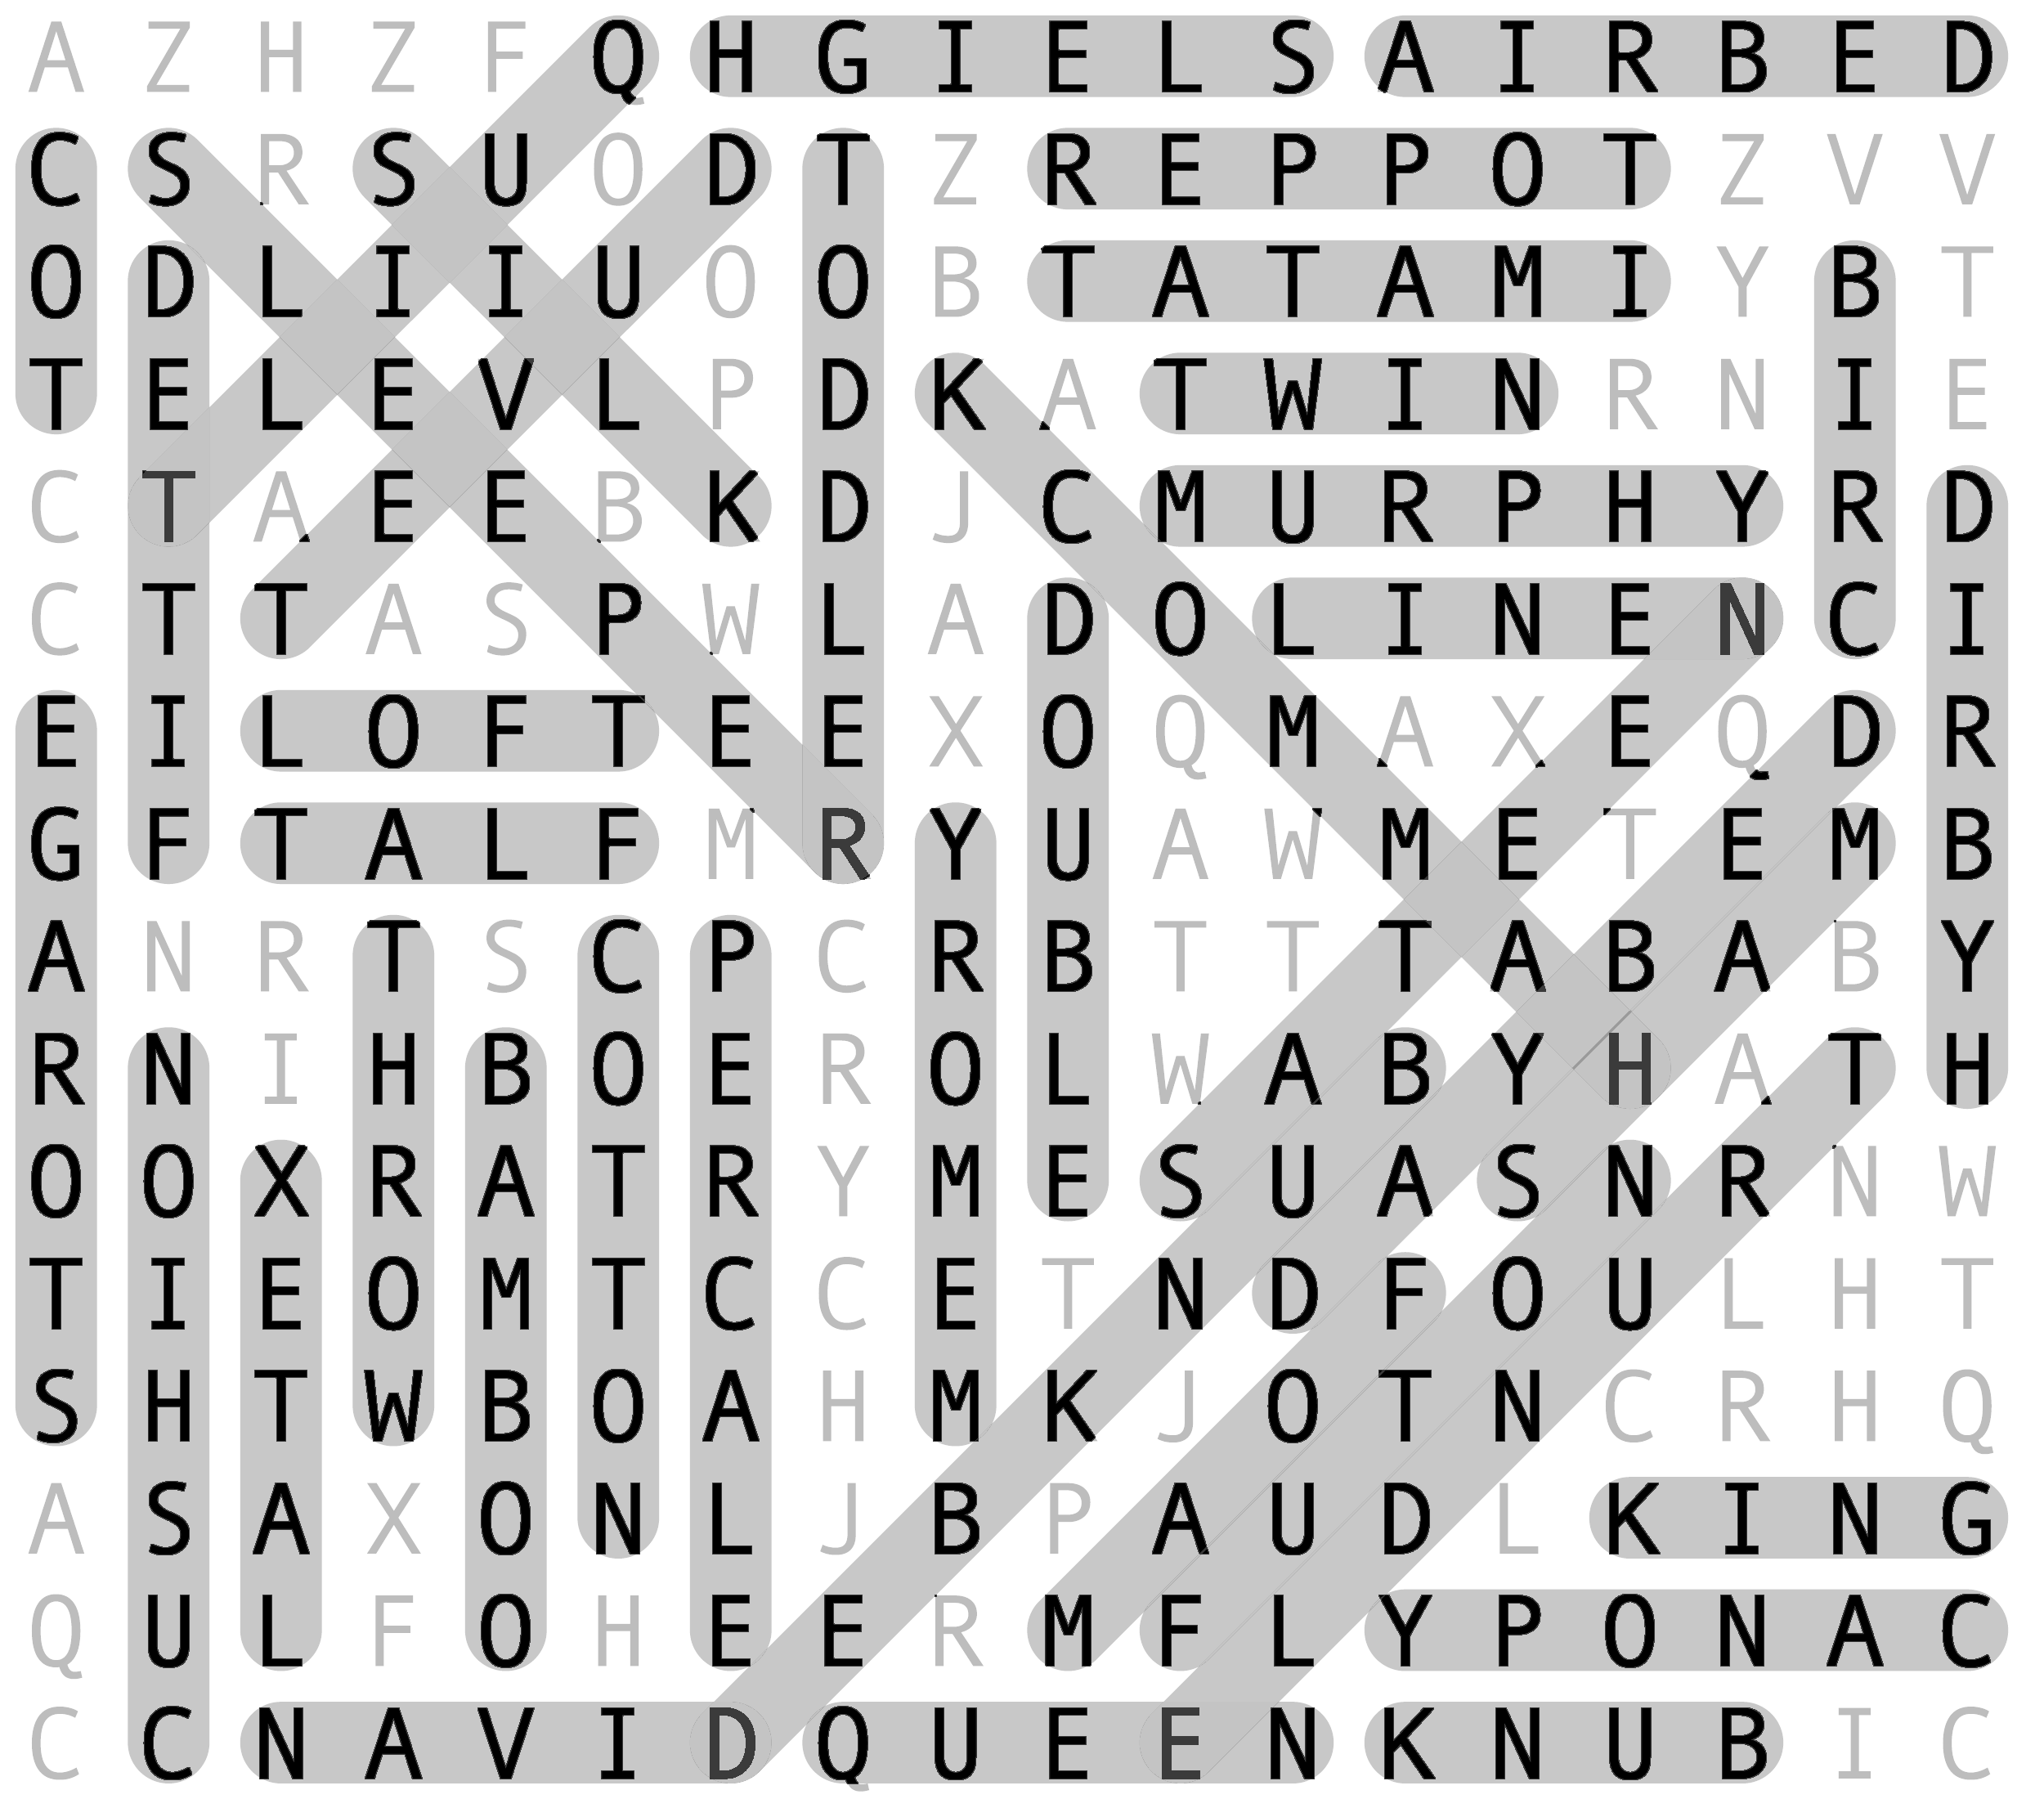 A Z H Z F Q H G I E L S A I R B E D
C S R S U O D T Z R E P P O T Z V V
O D L I I U O O B T A T A M I Y B T
T E L E V L P D K A T W I N R N I E
C T A E E B K D J C M U R P H Y R D
C T T A S P W L A D O L I N E N C I
E I L O F T E E X O Q M A X E Q D R
G F T A L F M R Y U A W M E T E M B
A N R T S C P C R B T T T A B A B Y
R N I H B O E R O L W A B Y H A T H
O O X R A T R Y M E S U A S N R N W
T I E O M T C C E T N D F O U L H T
S H T W B O A H M K J O T N C R H Q
A S A X O N L J B P A U D L K I N G
Q U L F O H E E R M F L Y P O N A C
C C N A V I D Q U E E N K N U B I C